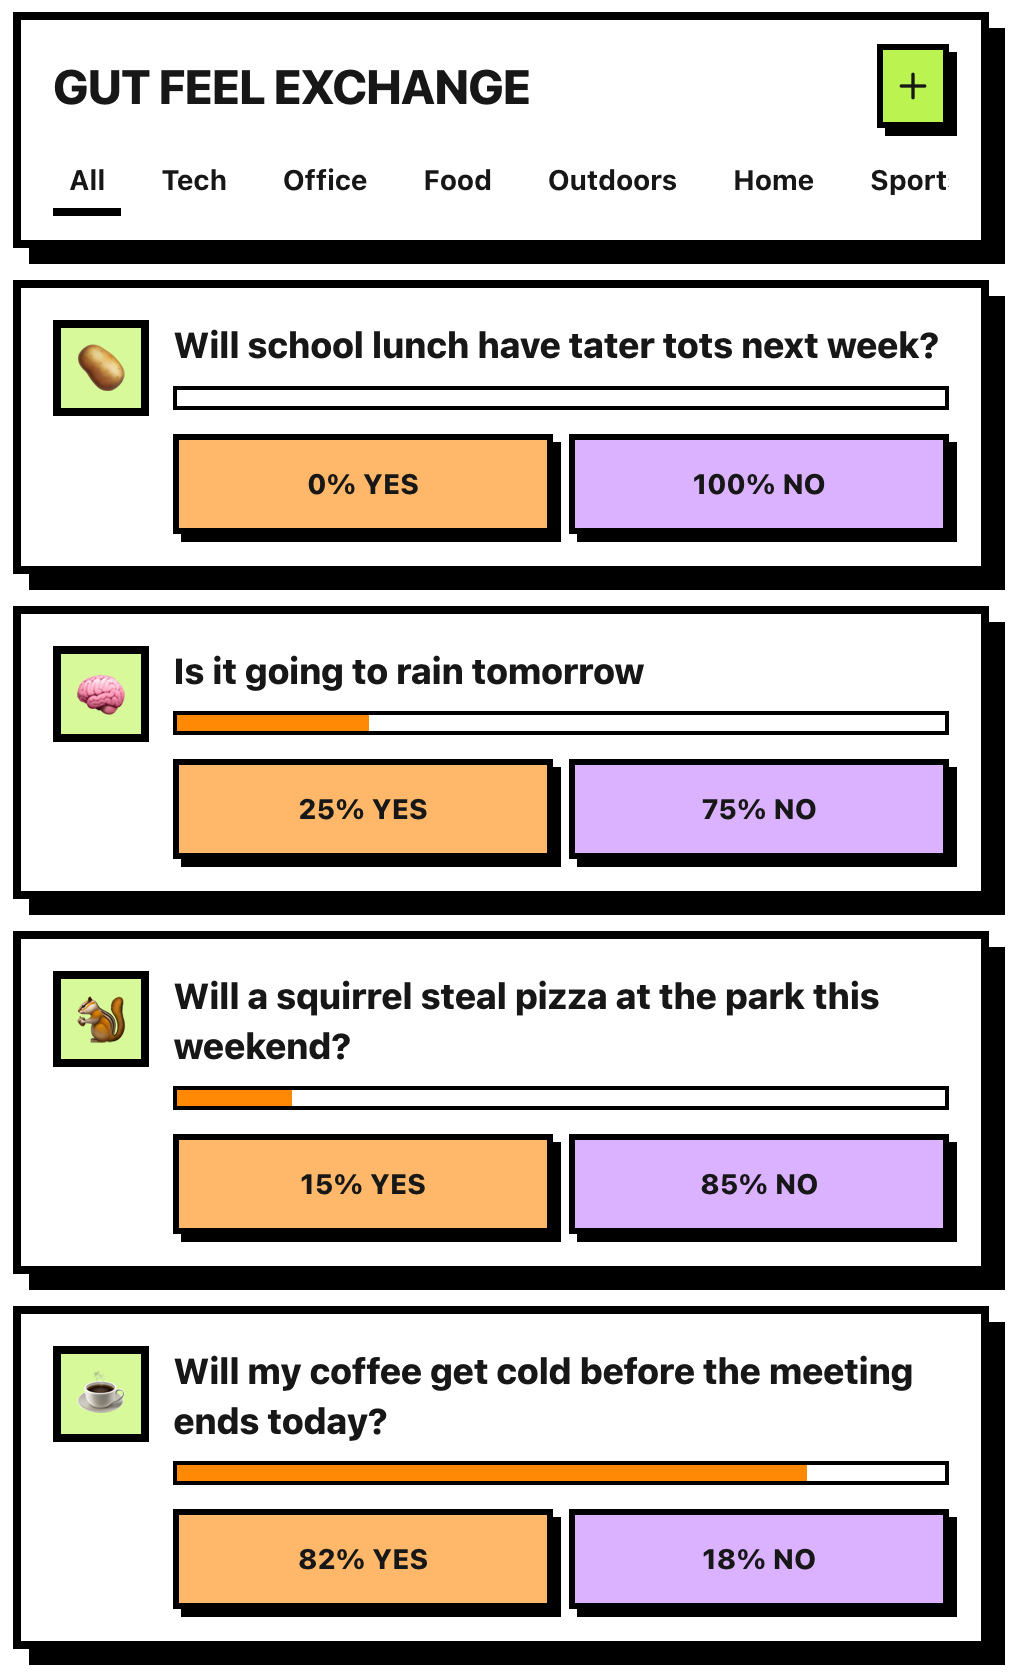 GUT FEEL EXCHANGE
All Tech Office Food Outdoors Home Sport
Will school lunch have tater tots next week?
0% YES 100% NO
Is it going to rain tomorrow
25% YES 75% NO
Will a squirrel steal pizza at the park this
weekend?
15% YES 85% NO
Will my coffee get cold before the meeting
ends today?
82% YES 18% NO